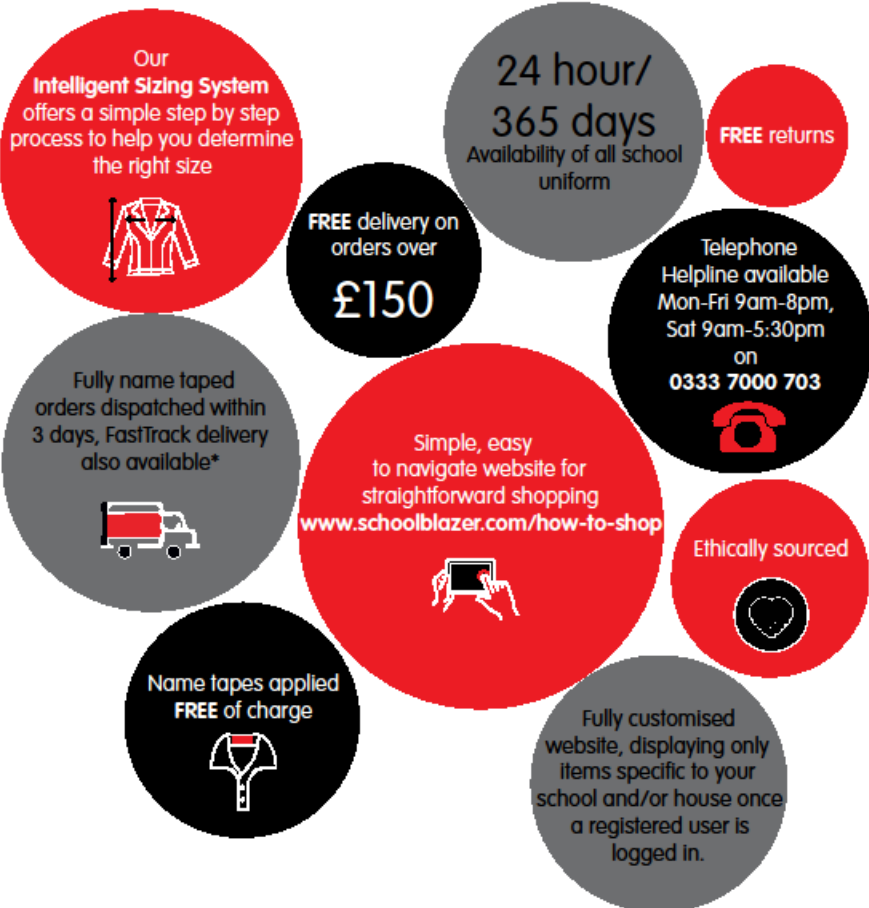 Our
Intelligent Sizing System
offers a simple step by step
process to help you determine
the right size
24 hour/
365 days
Availability of all school
uniform
FREE returns
FREE delivery on
orders over
£150
Telephone
Helpline available
Mon-Fri 9am-8pm,
Sat 9am-5:30pm
on
0333 7000 703
Fully name taped
orders dispatched within
3 days, FastTrack delivery
also available*
Simple, easy
to navigate website for
straightforward shopping
www.schoolblazer.com/how-to-shop
Ethically sourced
Name tapes applied
FREE of charge
Fully customised
website, displaying only
items specific to your
school and/or house once
a registered user is
logged in.